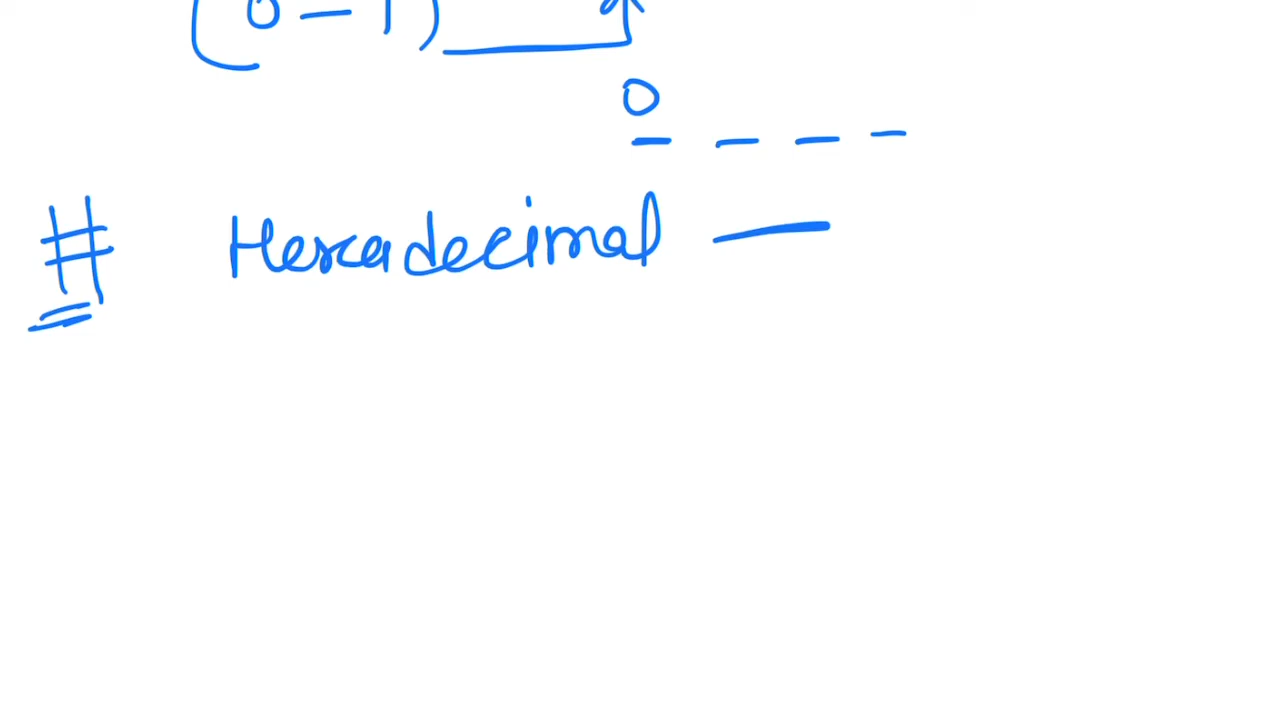 (0 - 1)
0
_ _ _ _
# Hexadecimal —